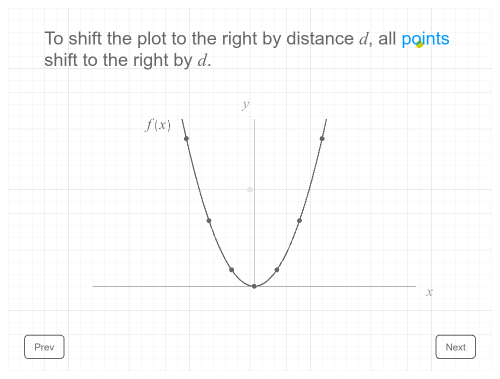 To shift the plot to the right by distance d, all points
shift to the right by d.
y
f(x)
x
Prev
Next